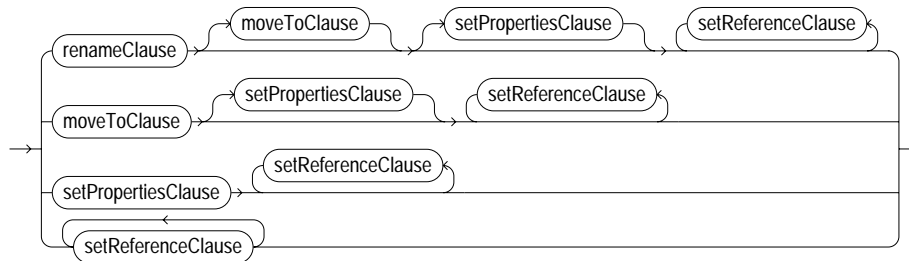 renameClause moveToClause setPropertiesClause setReferenceClause
moveToClause setPropertiesClause setReferenceClause
setPropertiesClause setReferenceClause
setReferenceClause